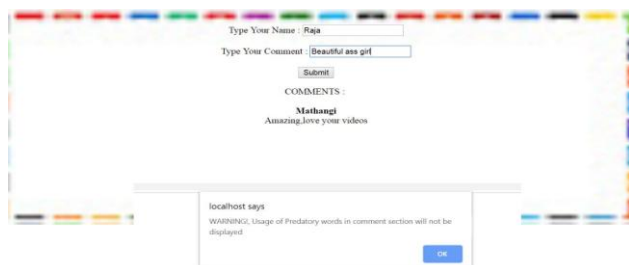 Type Your Name : Raja
Type Your Comment : Beautiful ass girl
Submit
COMMENTS :
Mathangi
Amazing,love your videos
localhost says
WARNING!, Usage of Predatory words in comment section will not be
displayed
OK